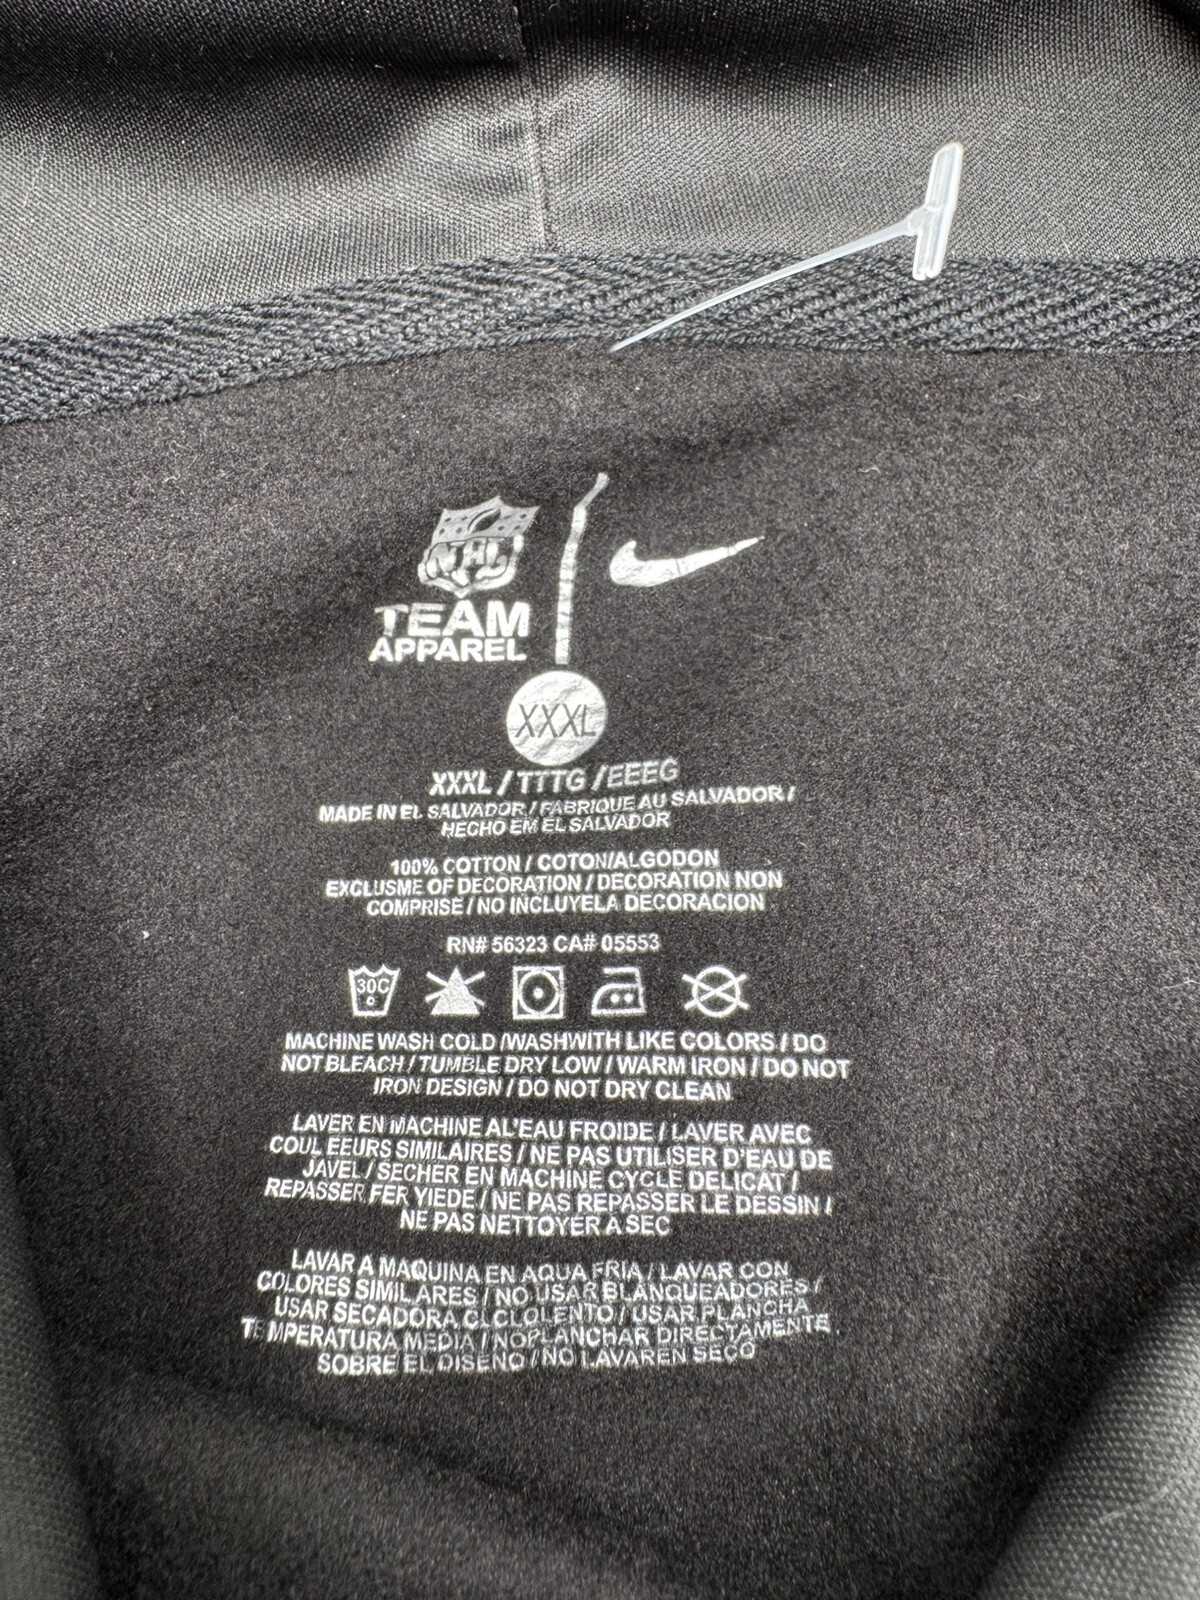 NHL
TEAM
APPAREL
XXXL
XXXL / TTTG / EEEG
MADE IN EL SALVADOR / FABRIQUE AU SALVADOR /
HECHO EM EL SALVADOR
100% COTTON / COTON/ALGODON
EXCLUSME OF DECORATION / DECORATION NON
COMPRISE / NO INCLUYELA DECORACION
RN# 56323 CA# 05553
30C
MACHINE WASH COLD /WASHWITH LIKE COLORS / DO
NOT BLEACH / TUMBLE DRY LOW / WARM IRON / DO NOT
IRON DESIGN / DO NOT DRY CLEAN
LAVER EN MACHINE AL'EAU FROIDE / LAVER AVEC
COUL EEURS SIMILAIRES / NE PAS UTILISER D'EAU DE
JAVEL / SECHER EN MACHINE CYCLE DELICAT /
REPASSER FER YIEDE / NE PAS REPASSER LE DESSIN /
NE PAS NETTOYER A SEC
LAVAR A MAQUINA EN AQUA FRIA / LAVAR CON
COLORES SIMILARES / NO USAR BLANQUEADORES /
USAR SECADORA CLCLOLENTO / USAR PLANCHA
TEMPERATURA MEDIA / NOPLANCHAR DIRECTAMENTE
SOBRE EL DISENO / NO LAVAREN SECO